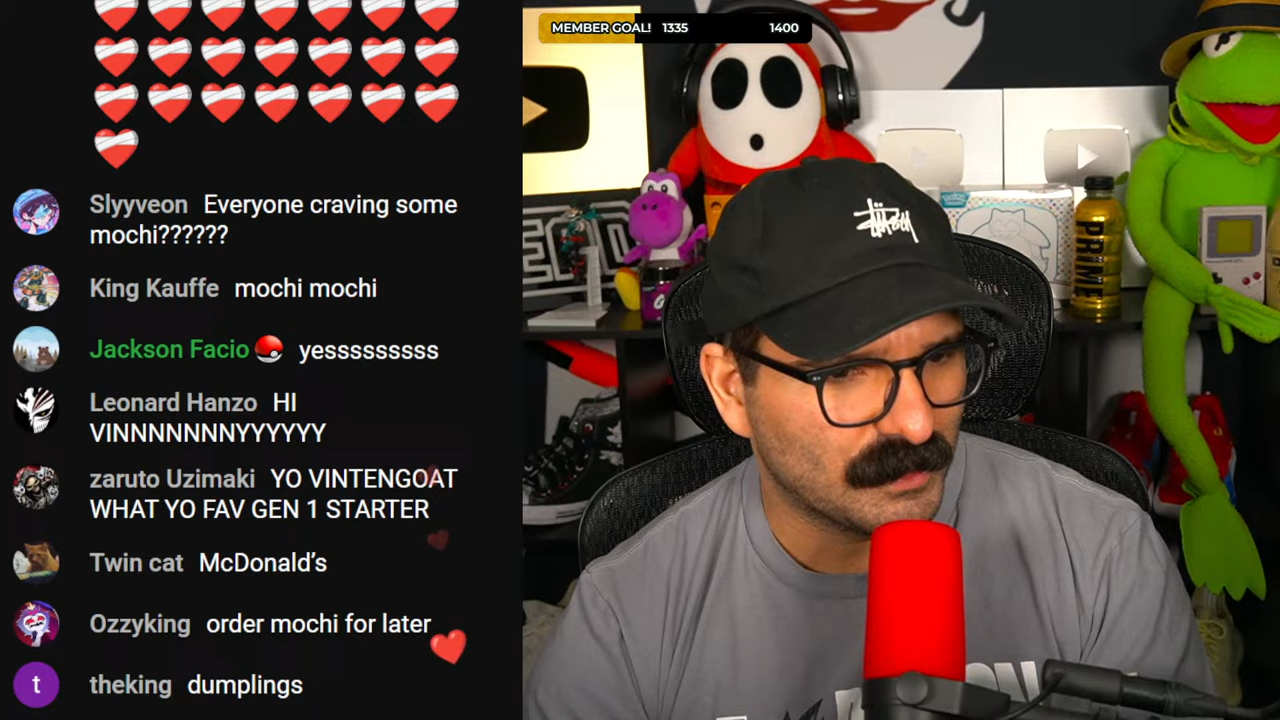 MEMBER GOAL! 1335 1400
Slyyveon Everyone craving some
mochi??????
King Kauffe mochi mochi
Jackson Facio yesssssssss
Leonard Hanzo HI
VINNNNNNNYYYYYY
zaruto Uzimaki YO VINTENGOAT
WHAT YO FAV GEN 1 STARTER
Twin cat McDonald’s
Ozzyking order mochi for later
t theking dumplings
PRIME